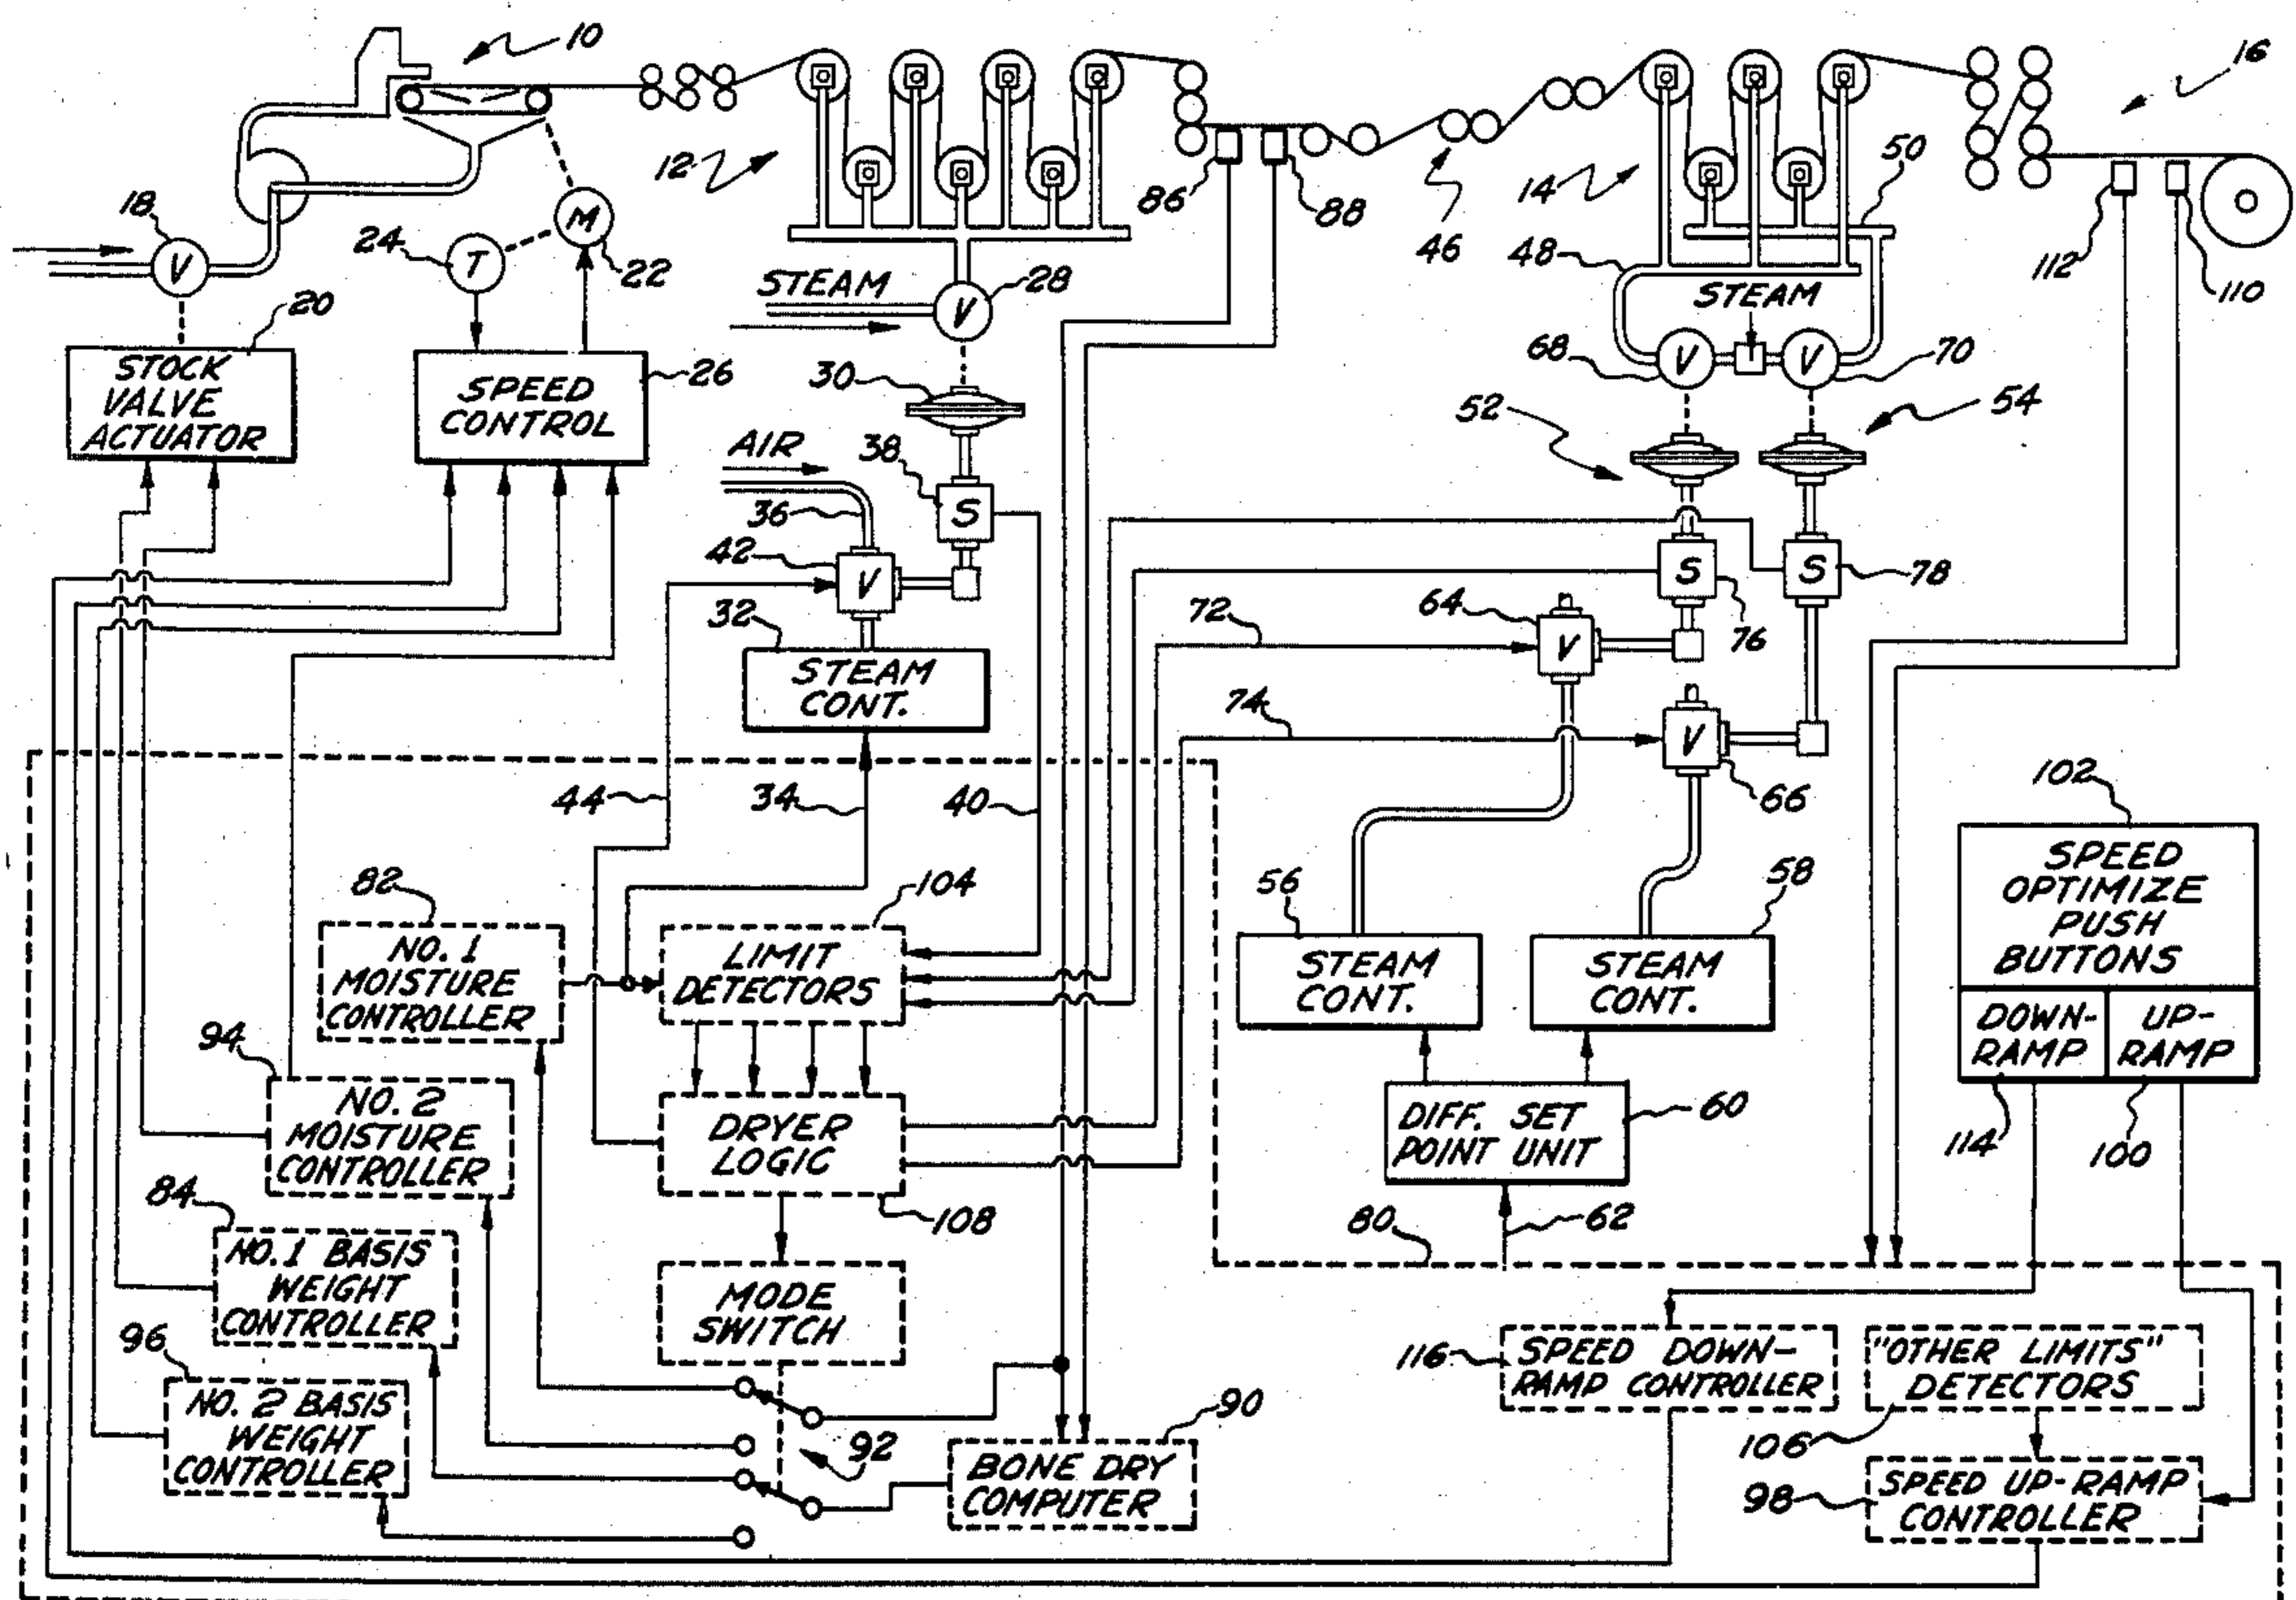 10
16
12
86
88
46
14
50
48
112
110
18
24
T
M
22
V
20
STEAM
28
V
STEAM
68
V
V
70
STOCK
VALVE
ACTUATOR
SPEED
CONTROL
26
30
52
54
AIR
38
S
36
42
V
S
76
S
78
72
64
V
32
STEAM
CONT.
74
V
66
44
34
40
102
SPEED
OPTIMIZE
PUSH
BUTTONS
DOWN-
RAMP
UP-
RAMP
114
100
82
NO. 1
MOISTURE
CONTROLLER
104
LIMIT
DETECTORS
56
STEAM
CONT.
58
STEAM
CONT.
94
NO. 2
MOISTURE
CONTROLLER
DRYER
LOGIC
108
DIFF. SET
POINT UNIT
60
62
80
84
NO. 1 BASIS
WEIGHT
CONTROLLER
MODE
SWITCH
96
NO. 2 BASIS
WEIGHT
CONTROLLER
92
90
BONE DRY
COMPUTER
116
SPEED DOWN-
RAMP CONTROLLER
"OTHER LIMITS"
DETECTORS
106
98
SPEED UP-RAMP
CONTROLLER